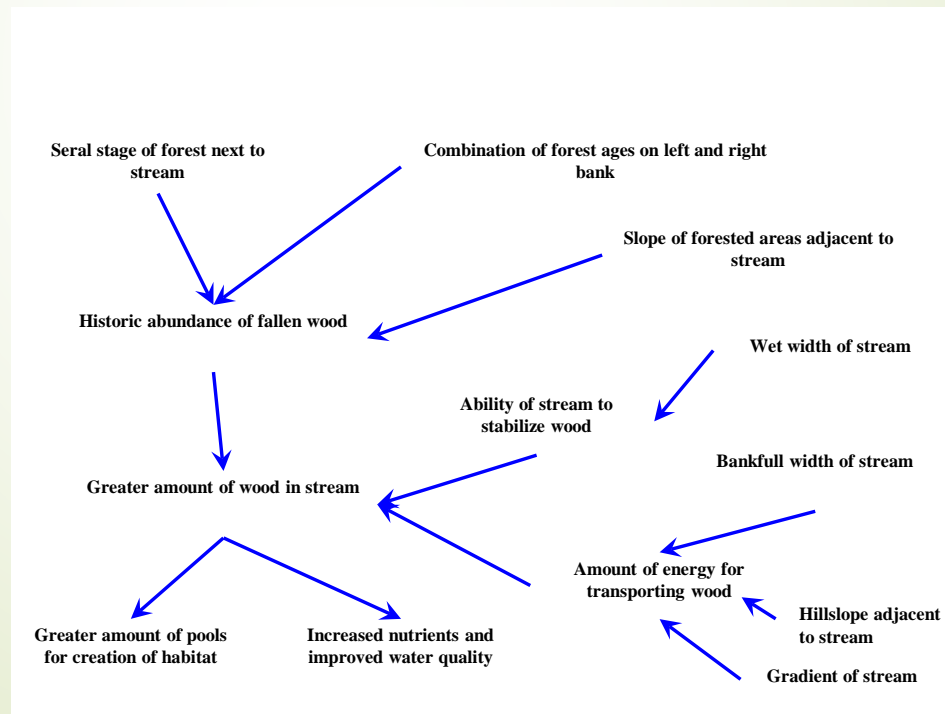 Seral stage of forest next to
stream
Combination of forest ages on left and right
bank
Slope of forested areas adjacent to
stream
Historic abundance of fallen wood
Wet width of stream
Ability of stream to
stabilize wood
Bankfull width of stream
Greater amount of wood in stream
Amount of energy for
transporting wood
Hillslope adjacent
to stream
Greater amount of pools
for creation of habitat
Increased nutrients and
improved water quality
Gradient of stream